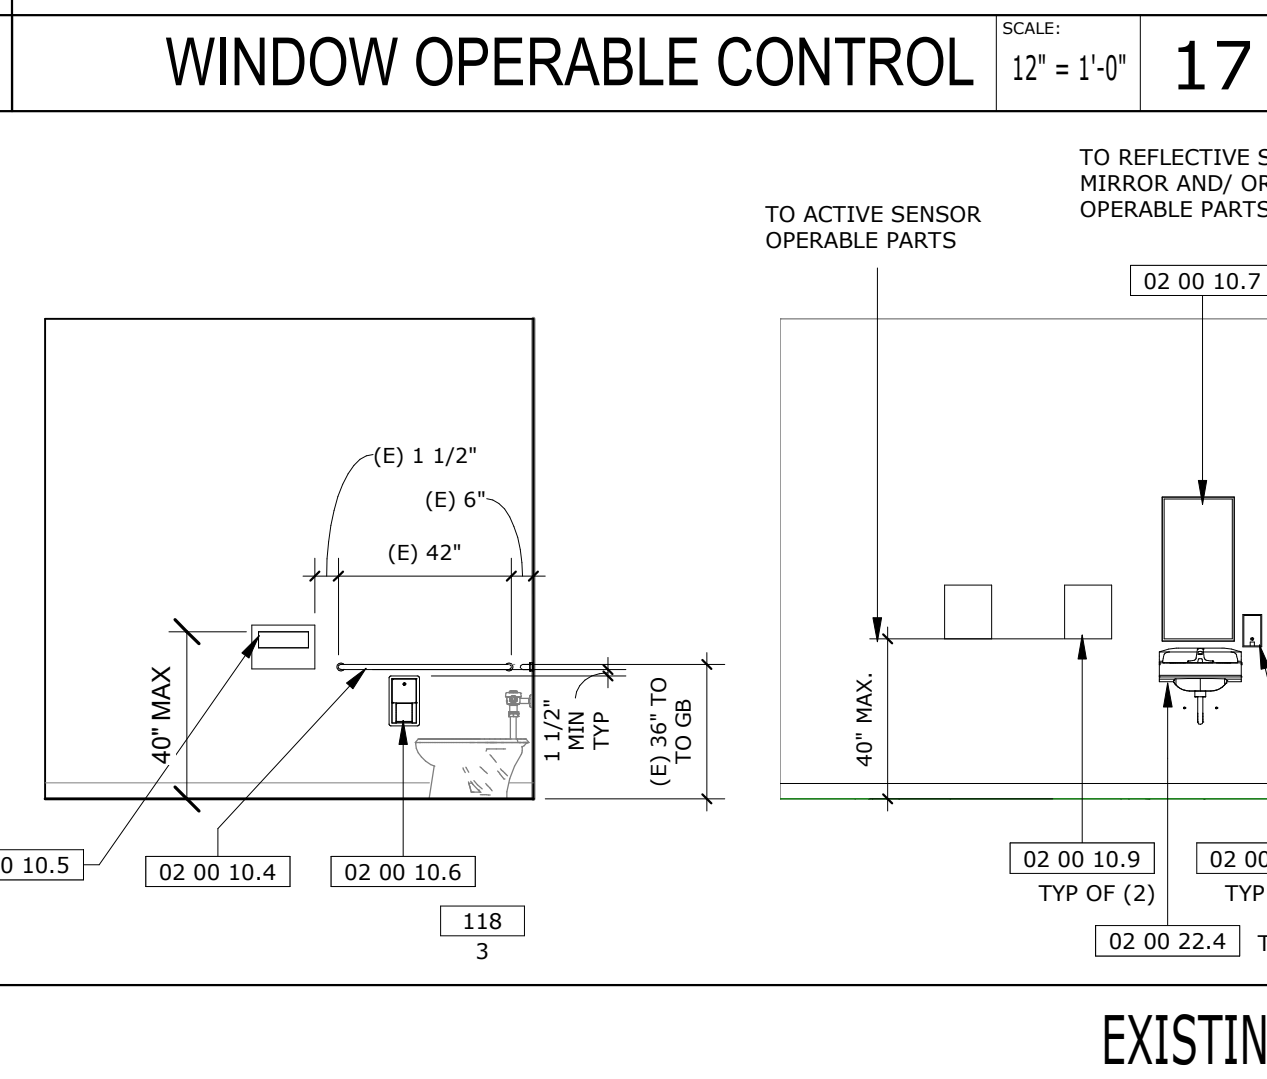 WINDOW OPERABLE CONTROL
SCALE:
12" = 1'-0"
17
TO REFLECTIVE
MIRROR AND/ OR
OPERABLE PARTS
TO ACTIVE SENSOR
OPERABLE PARTS
02 00 10.7
(E) 1 1/2"
(E) 6"
(E) 42"
40" MAX
1 1/2"
MIN
TYP
(E) 36" TO
TO GB
40" MAX.
0 10.5
02 00 10.4
02 00 10.6
118
3
02 00 10.9
TYP OF (2)
02 00
TYP
02 00 22.4
EXISTIN